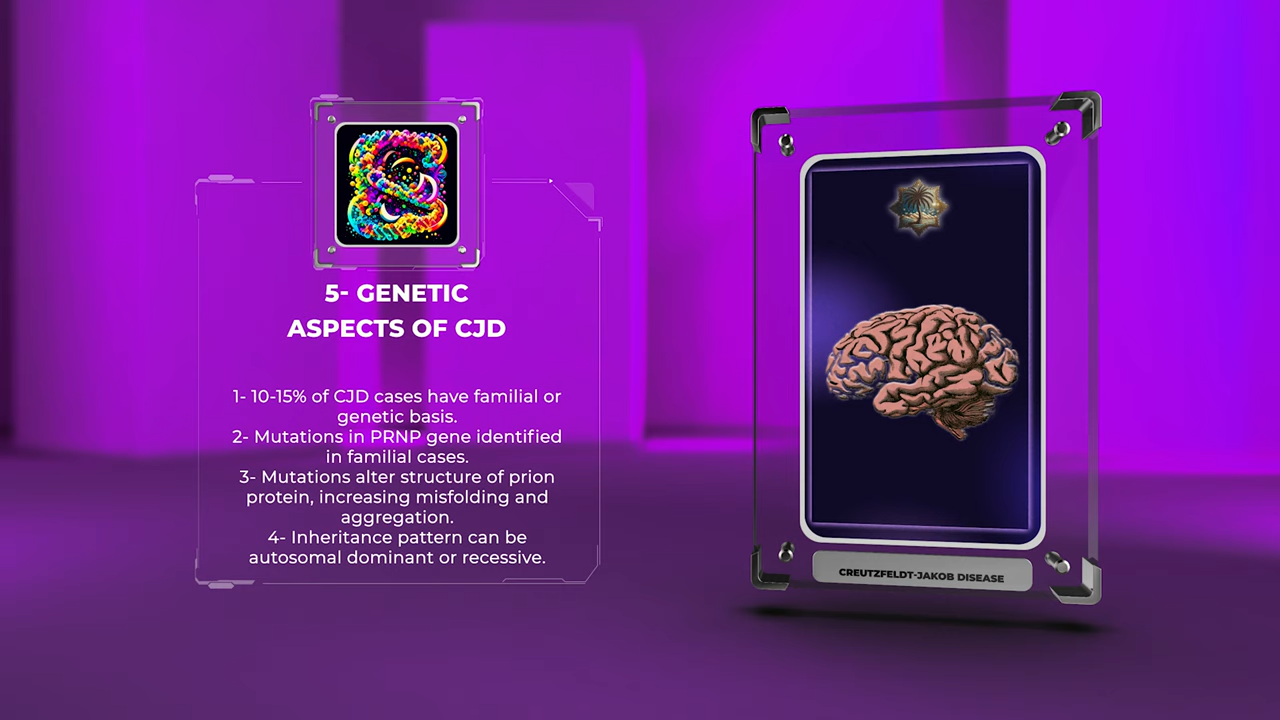 5- GENETIC
ASPECTS OF CJD
1- 10-15% of CJD cases have familial or
genetic basis.
2- Mutations in PRNP gene identified
in familial cases.
3- Mutations alter structure of prion
protein, increasing misfolding and
aggregation.
4- Inheritance pattern can be
autosomal dominant or recessive.
CREUTZFELDT-JAKOB DISEASE